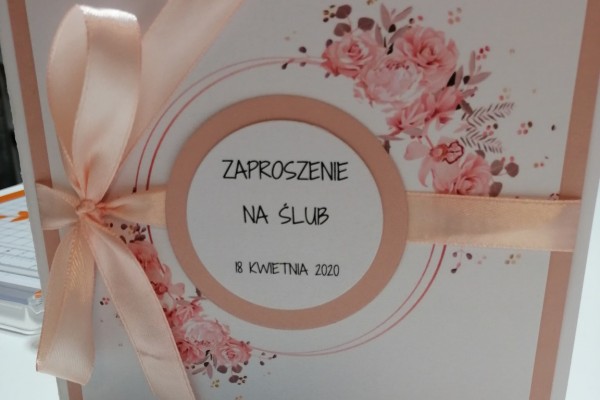 ZAPROSZENIE
NA ŚLUB
18 KWIETNIA 2020